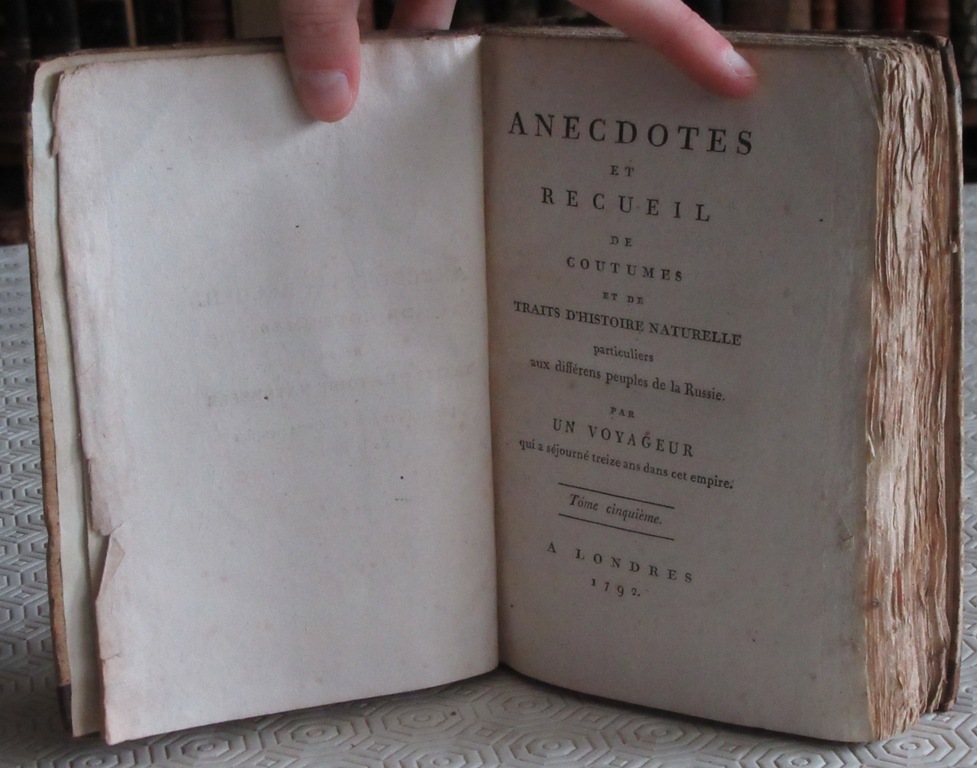 ANECDOTES
ET
RECUEIL
DE
COUTUMES
ET DE
TRAITS D'HISTOIRE NATURELLE
particuliers
aux différens peuples de la Russie.
PAR
UN VOYAGEUR
qui a séjourné treize ans dans cet empire.
Tome cinquième.
A LONDRES
1792.